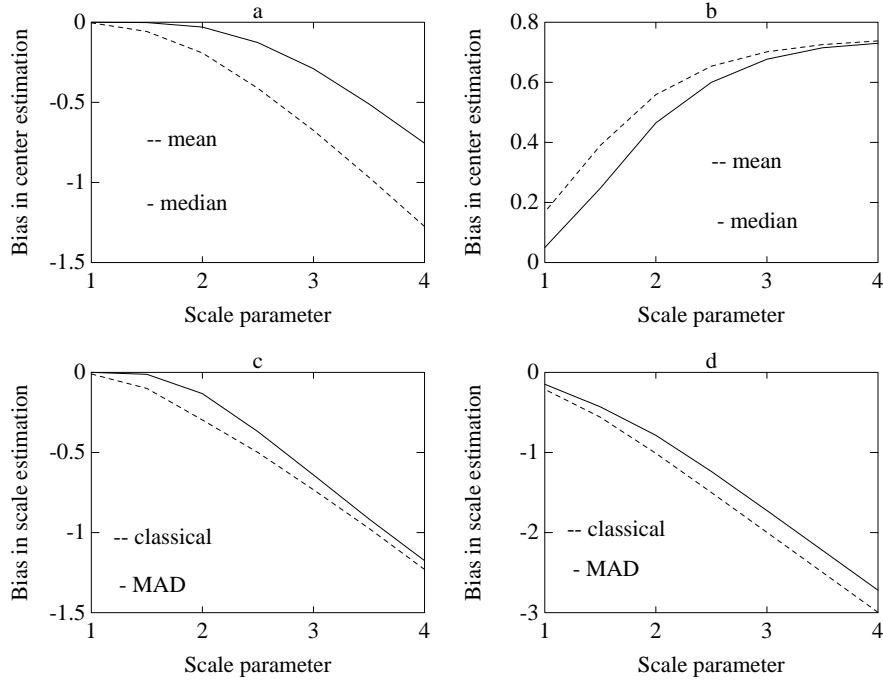 a
Bias in center estimation
0
-0.5
-1
-1.5
-- mean
- median
1 2 3 4
Scale parameter
b
Bias in center estimation
0.8
0.6
0.4
0.2
0
-- mean
- median
1 2 3 4
Scale parameter
c
Bias in scale estimation
0
-0.5
-1
-1.5
-- classical
- MAD
1 2 3 4
Scale parameter
d
Bias in scale estimation
0
-1
-2
-3
-- classical
- MAD
1 2 3 4
Scale parameter